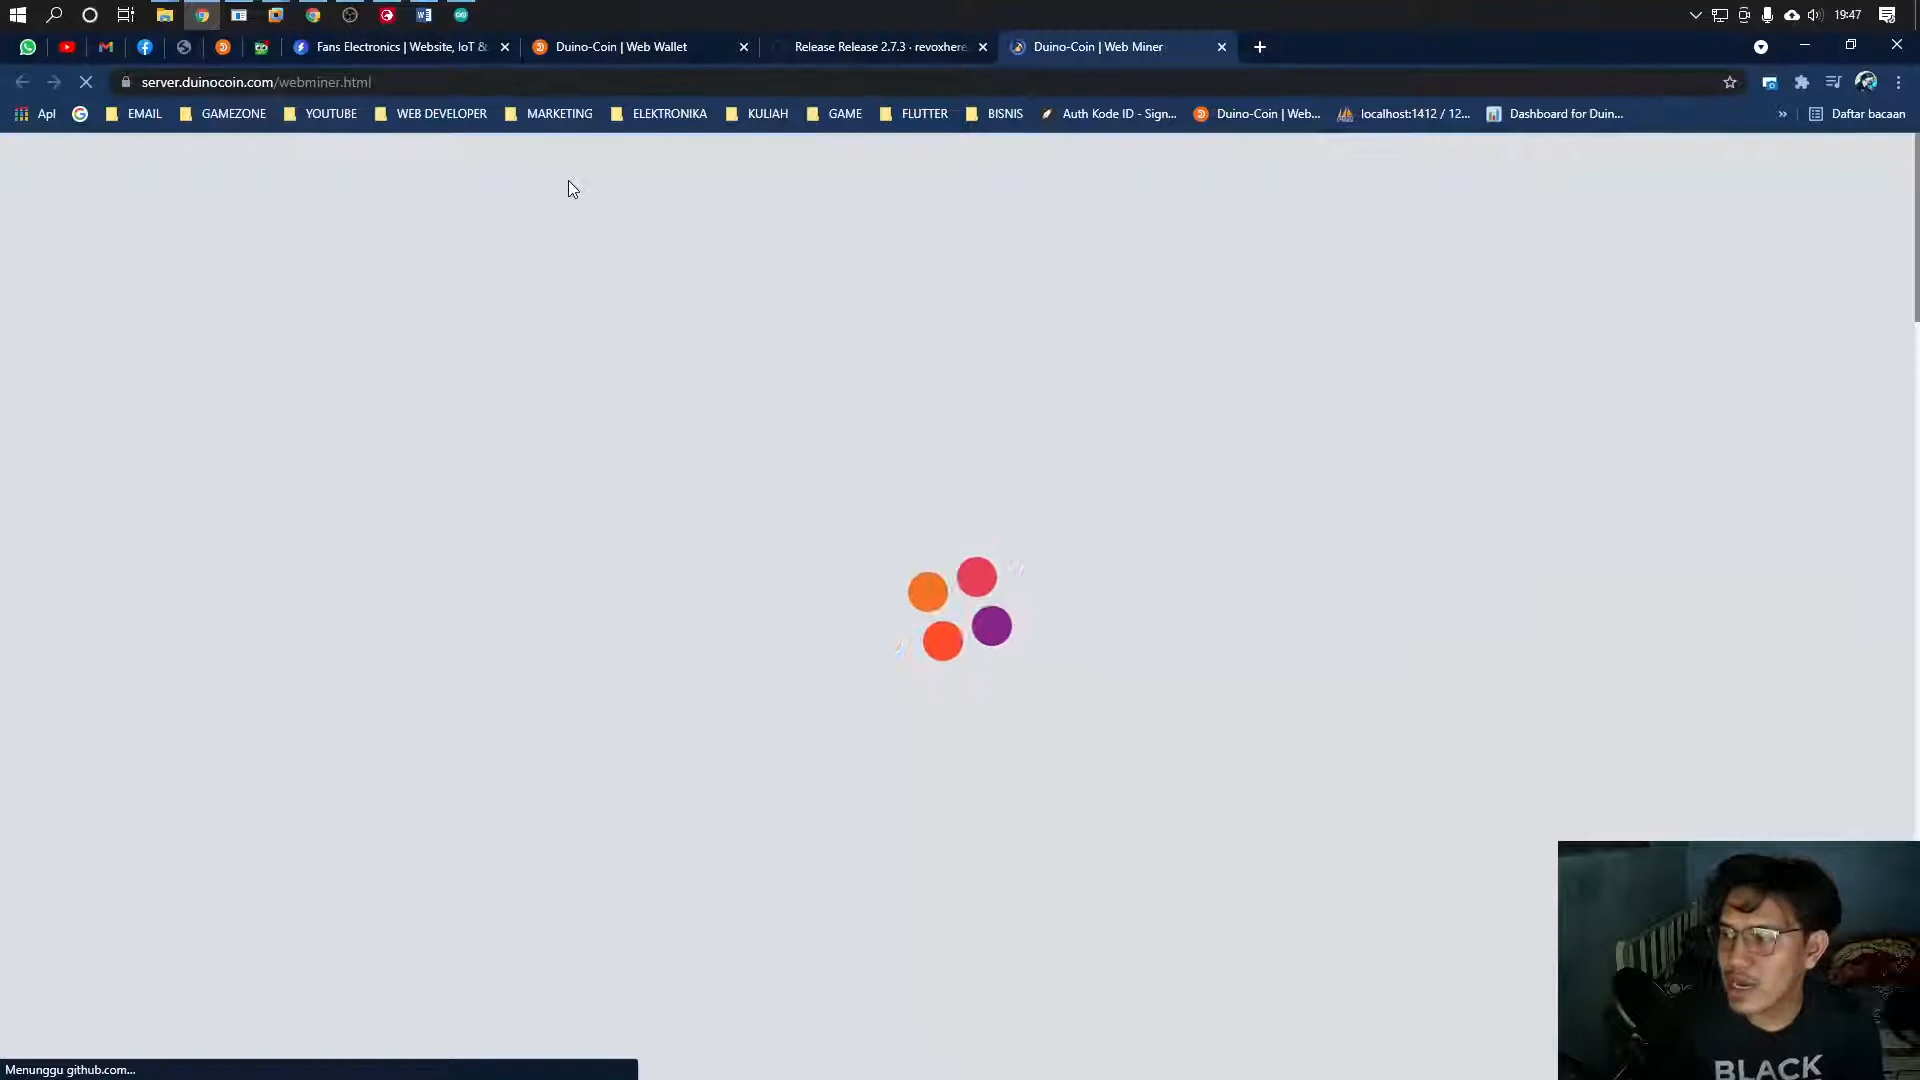 19:47
Fans Electronics | Website, IoT &
Duino-Coin | Web Wallet
Release Release 2.7.3 · revoxhere
Duino-Coin | Web Miner
server.duinocoin.com/webminer.html
Apl
EMAIL
GAMEZONE
YOUTUBE
WEB DEVELOPER
MARKETING
ELEKTRONIKA
KULIAH
GAME
FLUTTER
BISNIS
Auth Kode ID - Sign...
Duino-Coin | Web...
localhost:1412 / 12...
Dashboard for Duin...
»
Daftar bacaan
BLACK
Menunggu github.com...